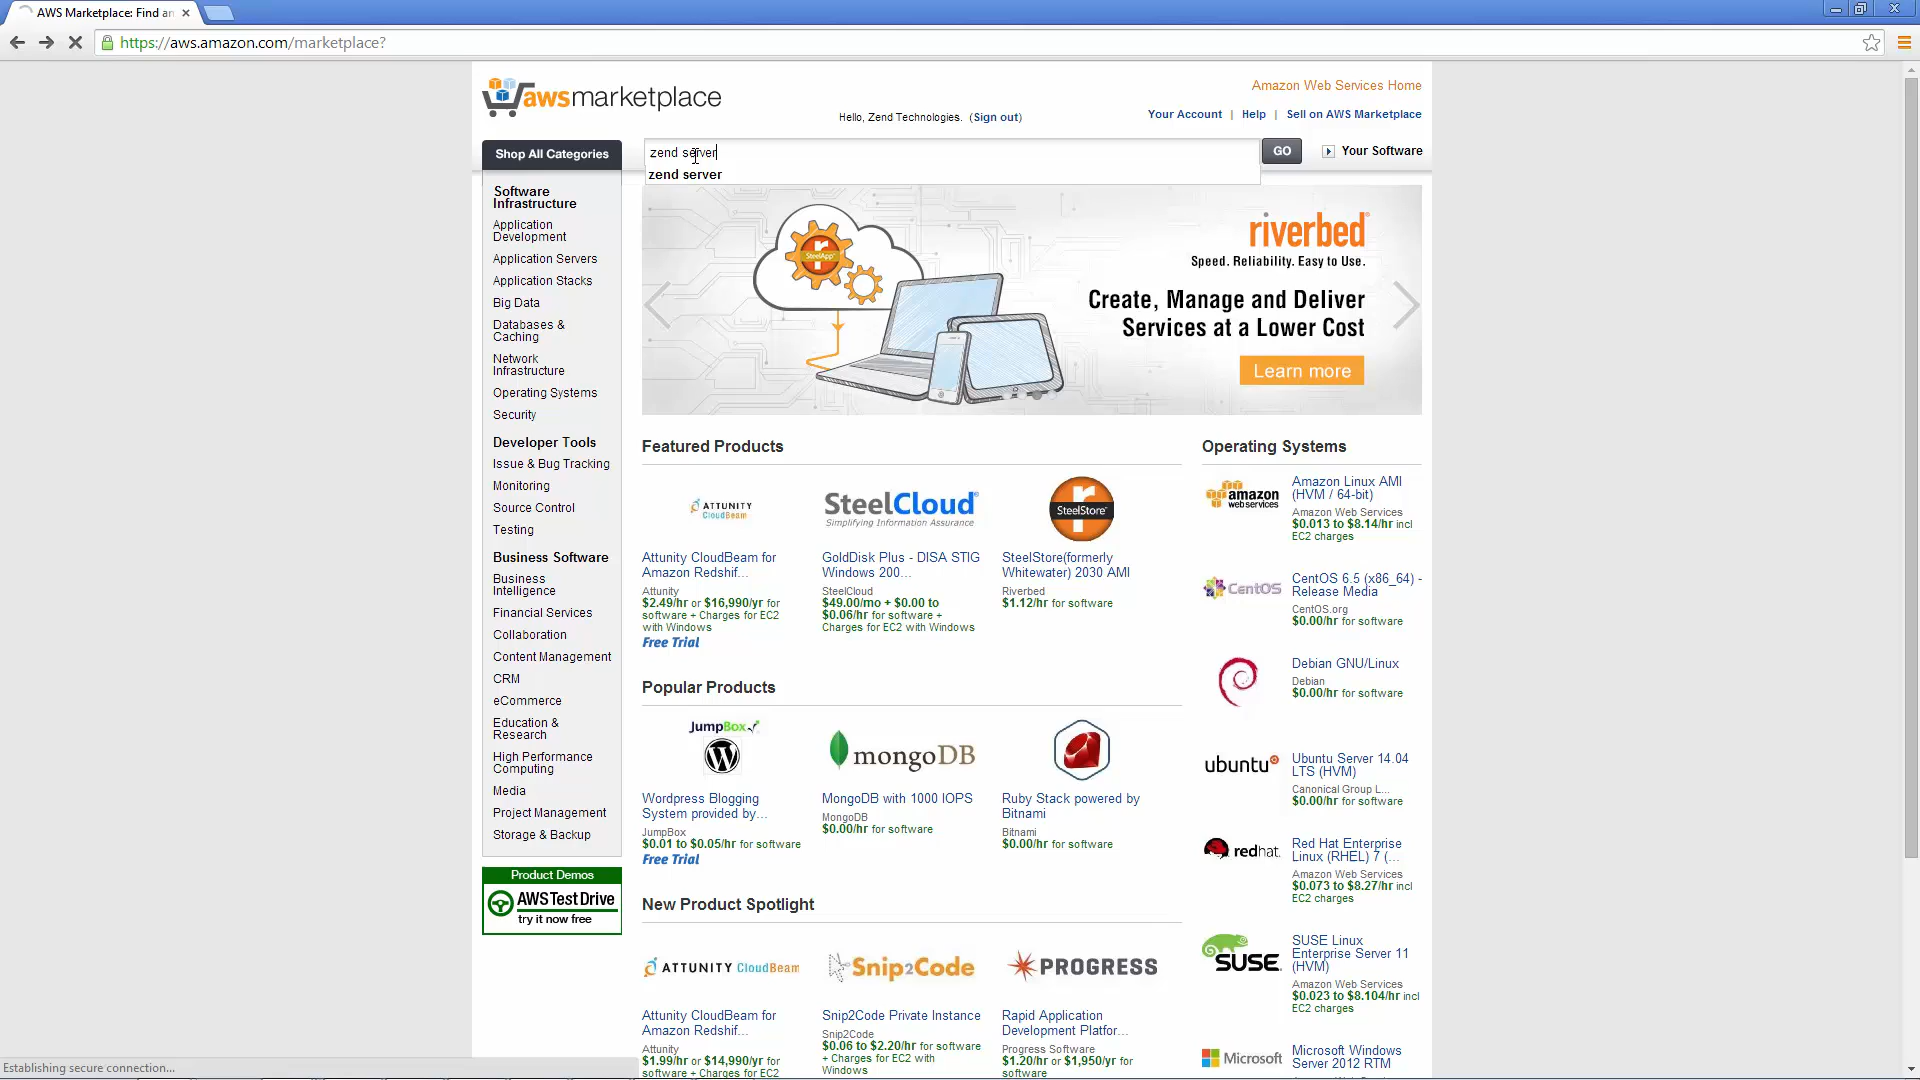 AWS Marketplace: Find an
https://aws.amazon.com/marketplace?
awsmarketplace
Amazon Web Services Home
Hello, Zend Technologies. (Sign out)
Your Account | Help | Sell on AWS Marketplace
Shop All Categories
zend server
GO
Your Software
zend server
Software
Infrastructure
Application
Development
Application Servers
Application Stacks
Big Data
Databases &
Caching
Network
Infrastructure
Operating Systems
Security
Developer Tools
Issue & Bug Tracking
Monitoring
Source Control
Testing
Business Software
Business
Intelligence
Financial Services
Collaboration
Content Management
CRM
eCommerce
Education &
Research
High Performance
Computing
Media
Project Management
Storage & Backup
Product Demos
AWS Test Drive
try it now free
r
SteelApp
riverbed
Speed. Reliability. Easy to Use.
Create, Manage and Deliver
Services at a Lower Cost
Learn more
Featured Products
ATTUNITY
CloudBeam
Attunity CloudBeam for
Amazon Redshif...
Attunity
$2.49/hr or $16,990/yr for
software + Charges for EC2
with Windows
Free Trial
SteelCloud
Simplifying Information Assurance
GoldDisk Plus - DISA STIG
Windows 200...
SteelCloud
$49.00/mo + $0.00 to
$0.06/hr for software +
Charges for EC2 with Windows
r
SteelStore
SteelStore(formerly
Whitewater) 2030 AMI
Riverbed
$1.12/hr for software
Popular Products
JumpBox
Wordpress Blogging
System provided by...
JumpBox
$0.01 to $0.05/hr for software
Free Trial
mongoDB
MongoDB with 1000 IOPS
MongoDB
$0.00/hr for software
Ruby Stack powered by
Bitnami
Bitnami
$0.00/hr for software
New Product Spotlight
ATTUNITY CloudBeam
Attunity CloudBeam for
Amazon Redshif...
Attunity
$1.99/hr or $14,990/yr for
software + Charges for EC2
Snip2Code
Snip2Code Private Instance
Snip2Code
$0.06 to $2.20/hr for software
+ Charges for EC2 with
Windows
PROGRESS
Rapid Application
Development Platfor...
Progress Software
$1.20/hr or $1,950/yr for
software
Operating Systems
amazon
web services
Amazon Linux AMI
(HVM / 64-bit)
Amazon Web Services
$0.013 to $8.14/hr incl
EC2 charges
CentOS
CentOS 6.5 (x86_64) -
Release Media
CentOS.org
$0.00/hr for software
Debian GNU/Linux
Debian
$0.00/hr for software
ubuntu
Ubuntu Server 14.04
LTS (HVM)
Canonical Group L...
$0.00/hr for software
redhat.
Red Hat Enterprise
Linux (RHEL) 7 (...
Amazon Web Services
$0.073 to $8.27/hr incl
EC2 charges
SUSE
SUSE Linux
Enterprise Server 11
(HVM)
Amazon Web Services
$0.023 to $8.104/hr incl
EC2 charges
Microsoft
Microsoft Windows
Server 2012 RTM
Establishing secure connection...